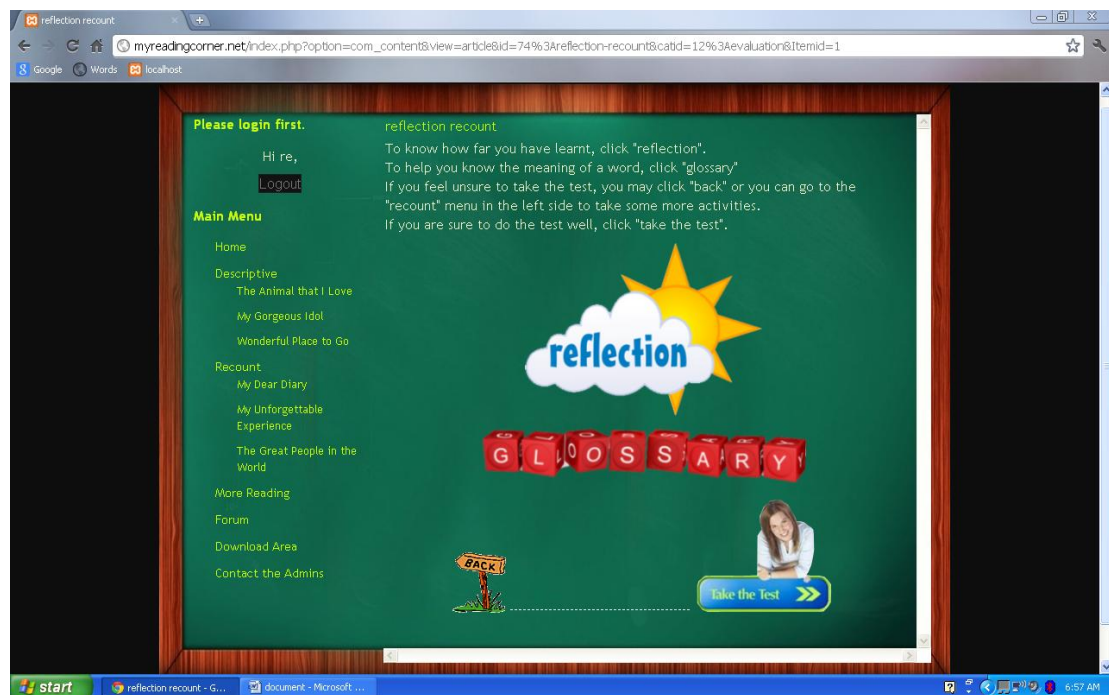 reflection recount
myreadingcorner.net/index.php?option=com_content&view=article&id=74%3Areflection-recount&catid=12%3Aevaluation&Itemid=1
Google Words localhost
Please login first.
Hi re,
Logout
Main Menu
Home
Descriptive
The Animal that I Love
My Gorgeous Idol
Wonderful Place to Go
Recount
My Dear Diary
My Unforgettable
Experience
The Great People in the
World
More Reading
Forum
Download Area
Contact the Admins
reflection recount
To know how far you have learnt, click "reflection".
To help you know the meaning of a word, click "glossary"
If you feel unsure to take the test, you may click "back" or you can go to the
"recount" menu in the left side to take some more activities.
If you are sure to do the test well, click "take the test".
reflection
GLOSSARY
BACK
Take the Test
start
reflection recount - G...
document - Microsoft ...
6:57 AM